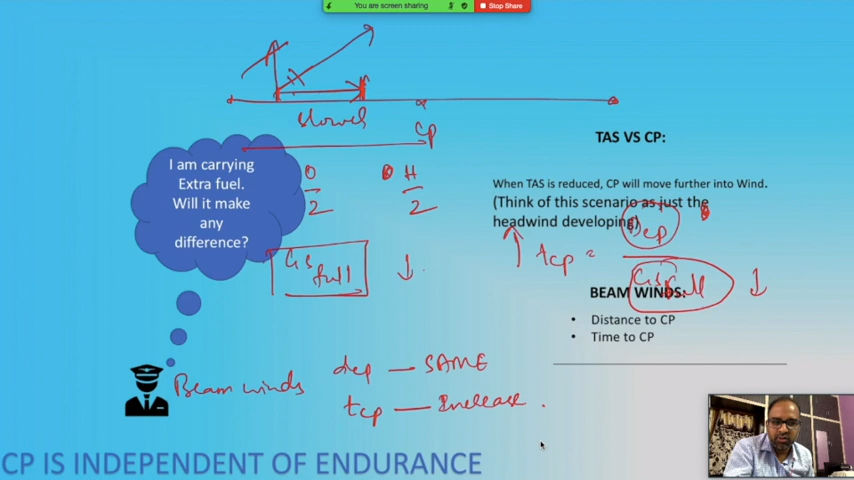 You are screen sharing
Stop Share
slower
CP
I am carrying
Extra fuel.
Will it make
any
difference?
O/2
H/2
GS full ↓
TAS VS CP:
When TAS is reduced, CP will move further into Wind.
(Think of this scenario as just the
headwind developing)
↑ tcp = Dcp / GS full ↓
BEAM WINDS:
• Distance to CP
• Time to CP
Beam winds
dcp — SAME
tcp — Increase.
CP IS INDEPENDENT OF ENDURANCE